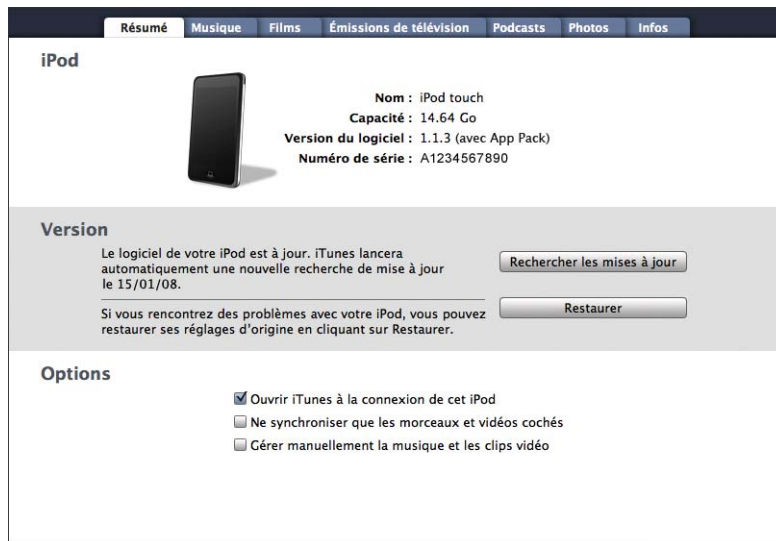 Résumé Musique Films Émissions de télévision Podcasts Photos Infos
iPod
Nom : iPod touch
Capacité : 14.64 Go
Version du logiciel : 1.1.3 (avec App Pack)
Numéro de série : A1234567890
Version
Le logiciel de votre iPod est à jour. iTunes lancera
automatiquement une nouvelle recherche de mise à jour
le 15/01/08.
Rechercher les mises à jour
Si vous rencontrez des problèmes avec votre iPod, vous pouvez
restaurer ses réglages d'origine en cliquant sur Restaurer.
Restaurer
Options
Ouvrir iTunes à la connexion de cet iPod
Ne synchroniser que les morceaux et vidéos cochés
Gérer manuellement la musique et les clips vidéo